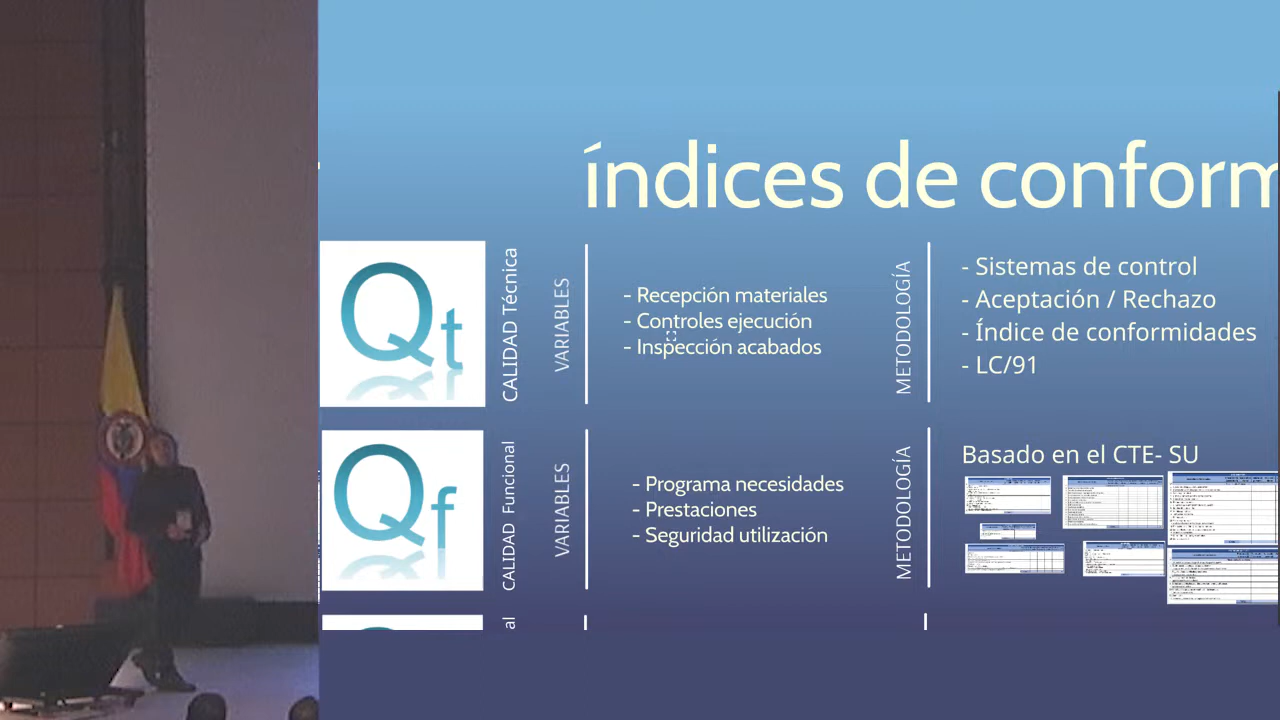 índices de conform
Qt
CALIDAD Técnica
VARIABLES
- Recepción materiales
- Controles ejecución
- Inspección acabados
METODOLOGÍA
- Sistemas de control
- Aceptación / Rechazo
- Índice de conformidades
- LC/91
Qf
CALIDAD Funcional
VARIABLES
- Programa necesidades
- Prestaciones
- Seguridad utilización
METODOLOGÍA
Basado en el CTE- SU
al